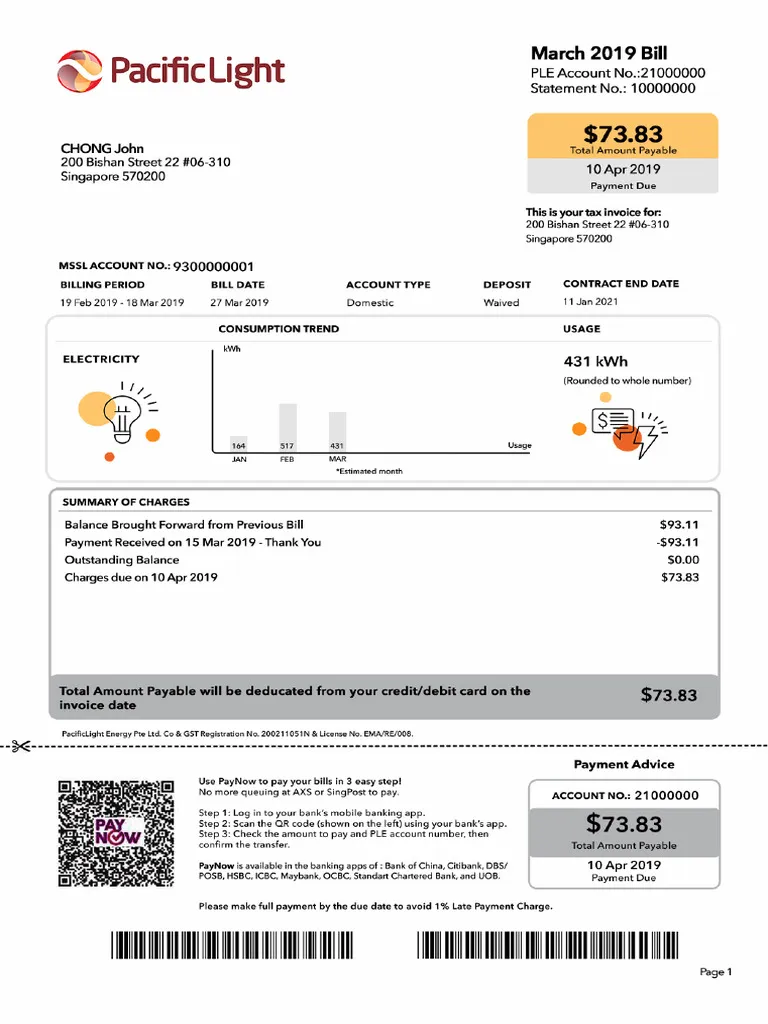 PacificLight
March 2019 Bill
PLE Account No.:21000000
Statement No.: 10000000
$73.83
Total Amount Payable
10 Apr 2019
Payment Due
CHONG John
200 Bishan Street 22 #06-310
Singapore 570200
This is your tax invoice for:
200 Bishan Street 22 #06-310
Singapore 570200
MSSL ACCOUNT NO.: 9300000001
BILLING PERIOD BILL DATE ACCOUNT TYPE DEPOSIT CONTRACT END DATE
19 Feb 2019 - 18 Mar 2019 27 Mar 2019 Domestic Waived 11 Jan 2021
CONSUMPTION TREND USAGE
ELECTRICITY
kWh
431 kWh
(Rounded to whole number)
$
164 517 431 Usage
JAN FEB MAR
*Estimated month
SUMMARY OF CHARGES
Balance Brought Forward from Previous Bill $93.11
Payment Received on 15 Mar 2019 - Thank You -$93.11
Outstanding Balance $0.00
Charges due on 10 Apr 2019 $73.83
Total Amount Payable will be deducated from your credit/debit card on the
invoice date
$73.83
PacificLight Energy Pte Ltd. Co & GST Registration No. 200211051N & License No. EMA/RE/008.
Payment Advice
Use PayNow to pay your bills in 3 easy step!
No more queuing at AXS or SingPost to pay.
Step 1: Log in to your bank's mobile banking app.
Step 2: Scan the QR code (shown on the left) using your bank's app.
Step 3: Check the amount to pay and PLE account number, then
confirm the transfer.
PayNow is available in the banking apps of : Bank of China, Citibank, DBS/
POSB, HSBC, ICBC, Maybank, OCBC, Standart Chartered Bank, and UOB.
PAY
NOW
ACCOUNT NO.: 21000000
$73.83
Total Amount Payable
10 Apr 2019
Payment Due
Please make full payment by the due date to avoid 1% Late Payment Charge.
Page 1